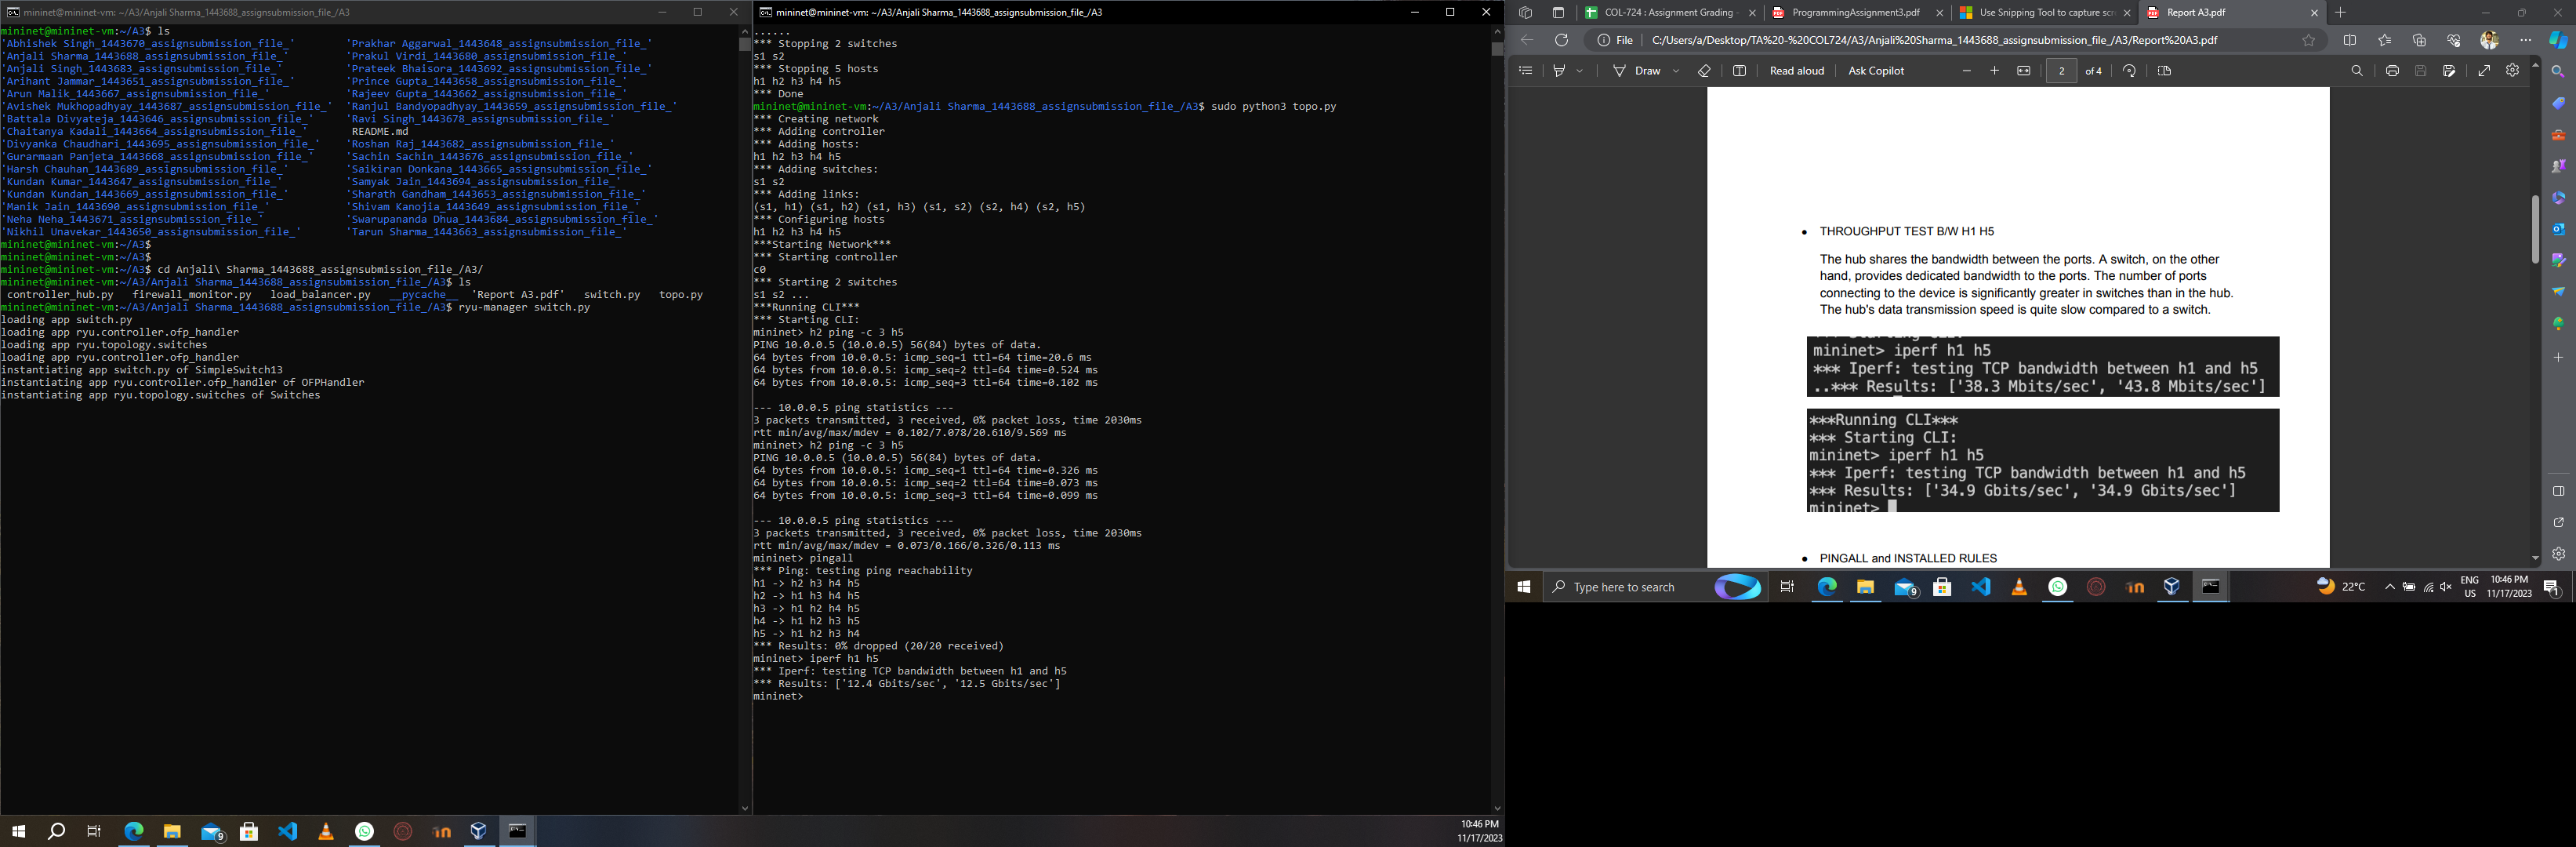 mininet@mininet-vm: ~/A3/Anjali Sharma_1443688_assignsubmission_file_/A3
mininet@mininet-vm:~/A3$ ls
'Abhishek Singh_1443670_assignsubmission_file_' 'Prakhar Aggarwal_1443648_assignsubmission_file_'
'Anjali Sharma_1443688_assignsubmission_file_' 'Prakul Virdi_1443680_assignsubmission_file_'
'Anjali Singh_1443683_assignsubmission_file_' 'Prateek Bhaisora_1443692_assignsubmission_file_'
'Arihant Jammar_1443651_assignsubmission_file_' 'Prince Gupta_1443658_assignsubmission_file_'
'Arun Malik_1443667_assignsubmission_file_' 'Rajeev Gupta_1443662_assignsubmission_file_'
'Avishek Mukhopadhyay_1443687_assignsubmission_file_' 'Ranjul Bandyopadhyay_1443659_assignsubmission_file_'
'Battala Divyateja_1443646_assignsubmission_file_' 'Ravi Singh_1443678_assignsubmission_file_'
'Chaitanya Kadali_1443664_assignsubmission_file_' README.md
'Divyanka Chaudhari_1443695_assignsubmission_file_' 'Roshan Raj_1443682_assignsubmission_file_'
'Gurarmaan Panjeta_1443668_assignsubmission_file_' 'Sachin Sachin_1443676_assignsubmission_file_'
'Harsh Chauhan_1443689_assignsubmission_file_' 'Saikiran Donkana_1443665_assignsubmission_file_'
'Kundan Kumar_1443647_assignsubmission_file_' 'Samyak Jain_1443694_assignsubmission_file_'
'Kundan Kundan_1443669_assignsubmission_file_' 'Sharath Gandham_1443653_assignsubmission_file_'
'Manik Jain_1443690_assignsubmission_file_' 'Shivam Kanojia_1443649_assignsubmission_file_'
'Neha Neha_1443671_assignsubmission_file_' 'Swarupananda Dhua_1443684_assignsubmission_file_'
'Nikhil Unavekar_1443650_assignsubmission_file_' 'Tarun Sharma_1443663_assignsubmission_file_'
mininet@mininet-vm:~/A3$
mininet@mininet-vm:~/A3$
mininet@mininet-vm:~/A3$ cd Anjali\ Sharma_1443688_assignsubmission_file_/A3/
mininet@mininet-vm:~/A3/Anjali Sharma_1443688_assignsubmission_file_/A3$ ls
controller_hub.py firewall_monitor.py load_balancer.py __pycache__ 'Report A3.pdf' switch.py topo.py
mininet@mininet-vm:~/A3/Anjali Sharma_1443688_assignsubmission_file_/A3$ ryu-manager switch.py
loading app switch.py
loading app ryu.controller.ofp_handler
loading app ryu.topology.switches
loading app ryu.controller.ofp_handler
instantiating app switch.py of SimpleSwitch13
instantiating app ryu.controller.ofp_handler of OFPHandler
instantiating app ryu.topology.switches of Switches
mininet@mininet-vm: ~/A3/Anjali Sharma_1443688_assignsubmission_file_/A3
......
*** Stopping 2 switches
s1 s2
*** Stopping 5 hosts
h1 h2 h3 h4 h5
*** Done
mininet@mininet-vm:~/A3/Anjali Sharma_1443688_assignsubmission_file_/A3$ sudo python3 topo.py
*** Creating network
*** Adding controller
*** Adding hosts:
h1 h2 h3 h4 h5
*** Adding switches:
s1 s2
*** Adding links:
(s1, h1) (s1, h2) (s1, h3) (s1, s2) (s2, h4) (s2, h5)
*** Configuring hosts
h1 h2 h3 h4 h5
***Starting Network***
*** Starting controller
c0
*** Starting 2 switches
s1 s2 ...
***Running CLI***
*** Starting CLI:
mininet> h2 ping -c 3 h5
PING 10.0.0.5 (10.0.0.5) 56(84) bytes of data.
64 bytes from 10.0.0.5: icmp_seq=1 ttl=64 time=20.6 ms
64 bytes from 10.0.0.5: icmp_seq=2 ttl=64 time=0.524 ms
64 bytes from 10.0.0.5: icmp_seq=3 ttl=64 time=0.102 ms
--- 10.0.0.5 ping statistics ---
3 packets transmitted, 3 received, 0% packet loss, time 2030ms
rtt min/avg/max/mdev = 0.102/7.078/20.610/9.569 ms
mininet> h2 ping -c 3 h5
PING 10.0.0.5 (10.0.0.5) 56(84) bytes of data.
64 bytes from 10.0.0.5: icmp_seq=1 ttl=64 time=0.326 ms
64 bytes from 10.0.0.5: icmp_seq=2 ttl=64 time=0.073 ms
64 bytes from 10.0.0.5: icmp_seq=3 ttl=64 time=0.099 ms
--- 10.0.0.5 ping statistics ---
3 packets transmitted, 3 received, 0% packet loss, time 2030ms
rtt min/avg/max/mdev = 0.073/0.166/0.326/0.113 ms
mininet> pingall
*** Ping: testing ping reachability
h1 -> h2 h3 h4 h5
h2 -> h1 h3 h4 h5
h3 -> h1 h2 h4 h5
h4 -> h1 h2 h3 h5
h5 -> h1 h2 h3 h4
*** Results: 0% dropped (20/20 received)
mininet> iperf h1 h5
*** Iperf: testing TCP bandwidth between h1 and h5
*** Results: ['12.4 Gbits/sec', '12.5 Gbits/sec']
mininet>
9
10:46 PM
11/17/2023
COL-724 : Assignment Grading - ProgrammingAssignment3.pdf Use Snipping Tool to capture scr Report A3.pdf
File C:/Users/a/Desktop/TA%20-%20COL724/A3/Anjali%20Sharma_1443688_assignsubmission_file_/A3/Report%20A3.pdf
Draw Read aloud Ask Copilot 2 of 4
• THROUGHPUT TEST B/W H1 H5
The hub shares the bandwidth between the ports. A switch, on the other
hand, provides dedicated bandwidth to the ports. The number of ports
connecting to the device is significantly greater in switches than in the hub.
The hub's data transmission speed is quite slow compared to a switch.
mininet> iperf h1 h5
*** Iperf: testing TCP bandwidth between h1 and h5
..*** Results: ['38.3 Mbits/sec', '43.8 Mbits/sec']
***Running CLI***
*** Starting CLI:
mininet> iperf h1 h5
*** Iperf: testing TCP bandwidth between h1 and h5
*** Results: ['34.9 Gbits/sec', '34.9 Gbits/sec']
mininet>
• PINGALL and INSTALLED RULES
Type here to search 9 22°C ENG US 10:46 PM 11/17/2023 1